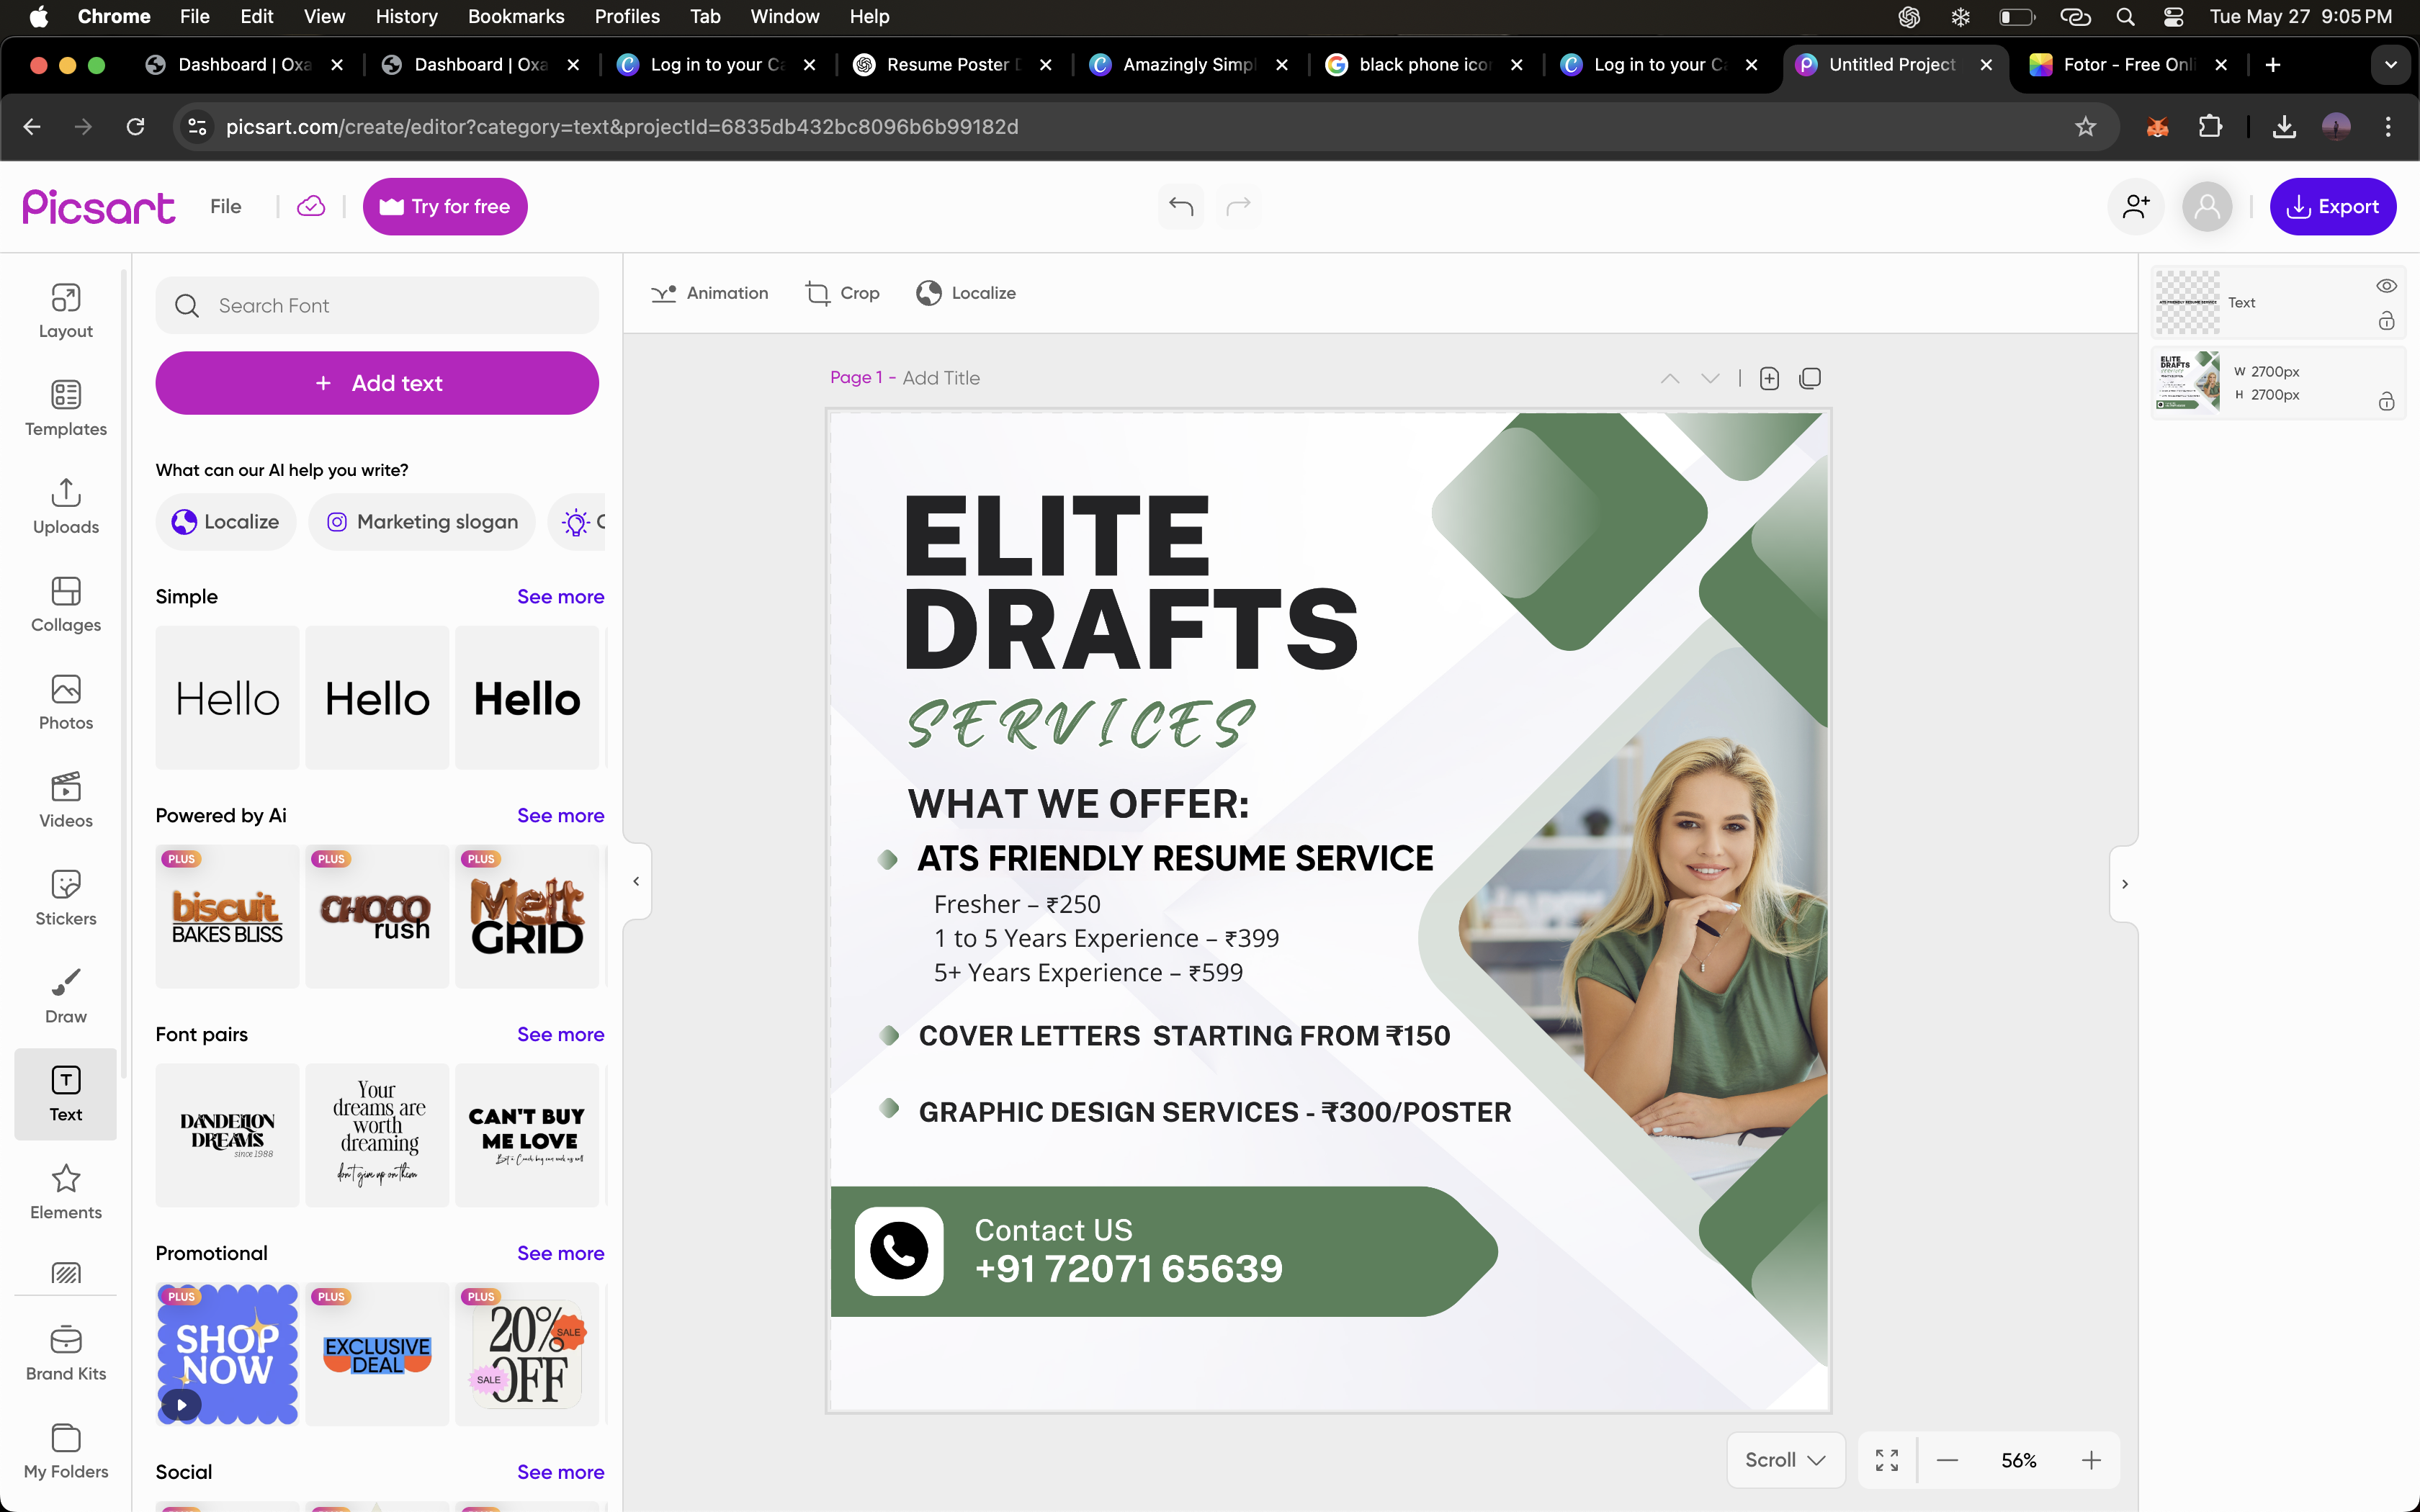 Chrome File Edit View History Bookmarks Profiles Tab Window Help Tue May 27 9:05 PM
Dashboard | Oxa Dashboard | Oxa Log in to your Ca Resume Poster D Amazingly Simpl black phone icon Log in to your Ca Untitled Project Fotor - Free Onli
picsart.com/create/editor?category=text&projectId=6835db432bc8096b6b99182d
Picsart File Try for free Export
Layout
Templates
Uploads
Collages
Photos
Videos
Stickers
Draw
Text
Elements
Brand Kits
My Folders
Search Font
+ Add text
What can our AI help you write?
Localize Marketing slogan
Simple See more
Hello Hello Hello
Powered by Ai See more
PLUS PLUS PLUS
biscuit
BAKES BLISS
CHOCO
rush
Melt
GRID
Font pairs See more
DANDELION
DREAMS
since 1988
Your
dreams are
worth
dreaming
don't give up on them
CAN'T BUY
ME LOVE
Promotional See more
PLUS PLUS PLUS
SHOP
NOW
EXCLUSIVE
DEAL
20%
OFF
SALE
SALE
Social See more
Animation Crop Localize
Page 1 - Add Title
ELITE
DRAFTS
SERVICES
WHAT WE OFFER:
ATS FRIENDLY RESUME SERVICE
Fresher – ₹250
1 to 5 Years Experience – ₹399
5+ Years Experience – ₹599
COVER LETTERS STARTING FROM ₹150
GRAPHIC DESIGN SERVICES - ₹300/POSTER
Contact US
+91 72071 65639
Scroll 56%
Text
W 2700px
H 2700px
ATS FRIENDLY RESUME SERVICE
ELITE
DRAFTS
SERVICES